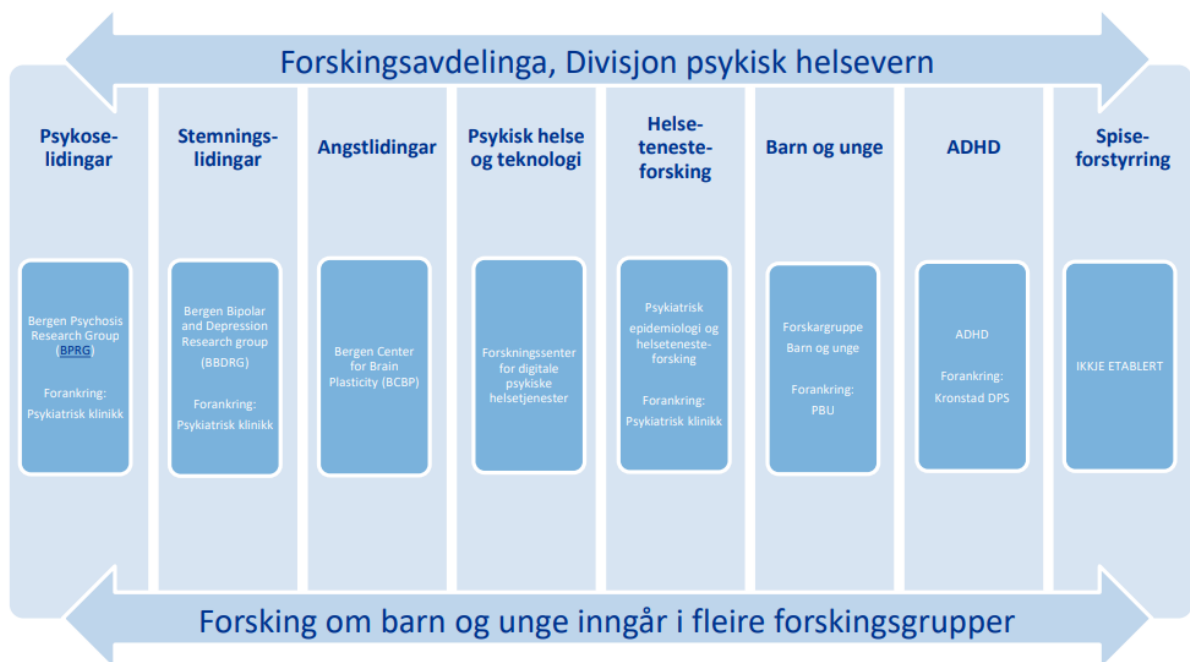 Forskingsavdelinga, Divisjon psykisk helsevern
Psykose-
lidingar
Stemnings-
lidingar
Angstlidingar
Psykisk helse
og teknologi
Helse-
teneste-
forsking
Barn og unge
ADHD
Spise-
forstyrring
Bergen Psychosis
Research Group
(BPRG)
Forankring:
Psykiatrisk klinikk
Bergen Bipolar
and Depression
Research group
(BBDRG)
Forankring:
Psykiatrisk klinikk
Bergen Center
for Brain
Plasticity (BCBP)
Forskningssenter
for digitale
psykiske
helsetjenester
Psykiatrisk
epidemiologi og
helseteneste-
forsking
Forankring:
Psykiatrisk klinikk
Forskargruppe
Barn og unge
Forankring:
PBU
ADHD
Forankring:
Kronstad DPS
IKKJE ETABLERT
Forsking om barn og unge inngår i fleire forskingsgrupper